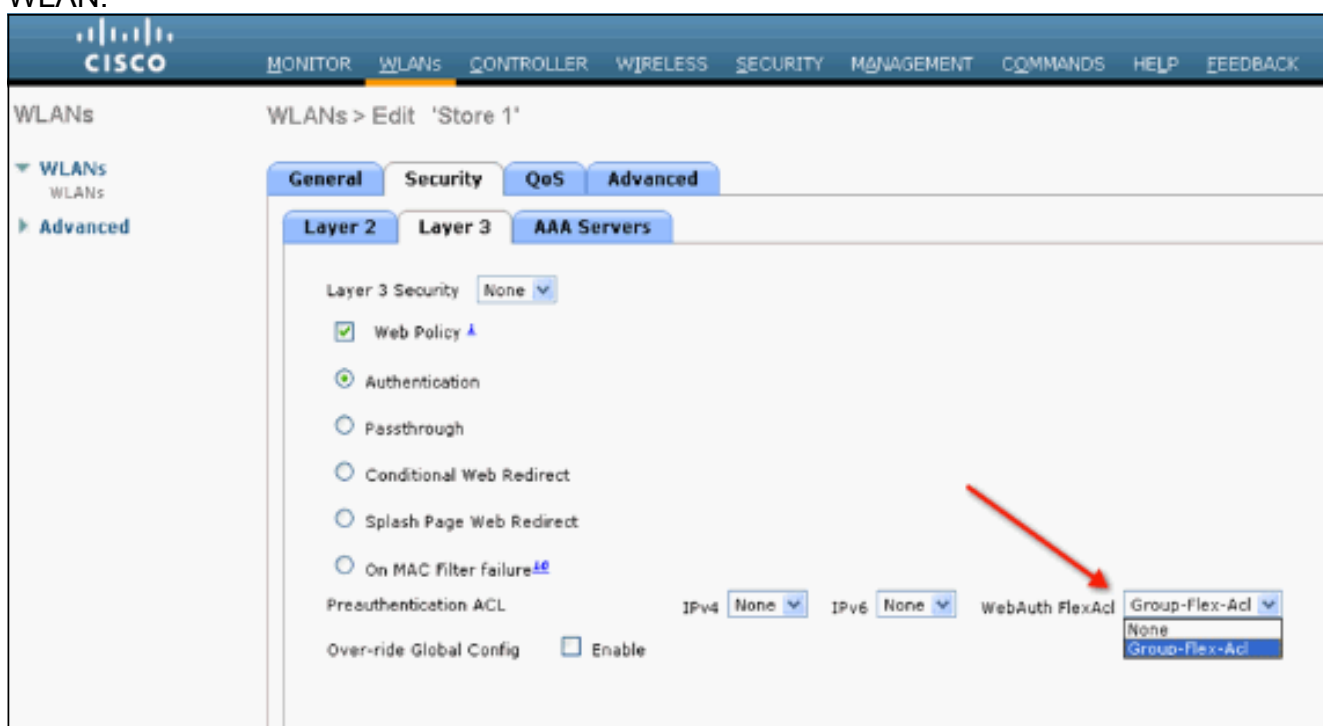 WLAN.
CISCO
MONITOR WLANs CONTROLLER WIRELESS SECURITY MANAGEMENT COMMANDS HELP FEEDBACK
WLANs
WLANs > Edit 'Store 1'
WLANs
WLANs
Advanced
General Security QoS Advanced
Layer 2 Layer 3 AAA Servers
Layer 3 Security None
Web Policy 1
Authentication
Passthrough
Conditional Web Redirect
Splash Page Web Redirect
On MAC Filter failure10
Preauthentication ACL IPv4 None IPv6 None WebAuth FlexAcl Group-Flex-Acl
None
Group-Flex-Acl
Over-ride Global Config Enable